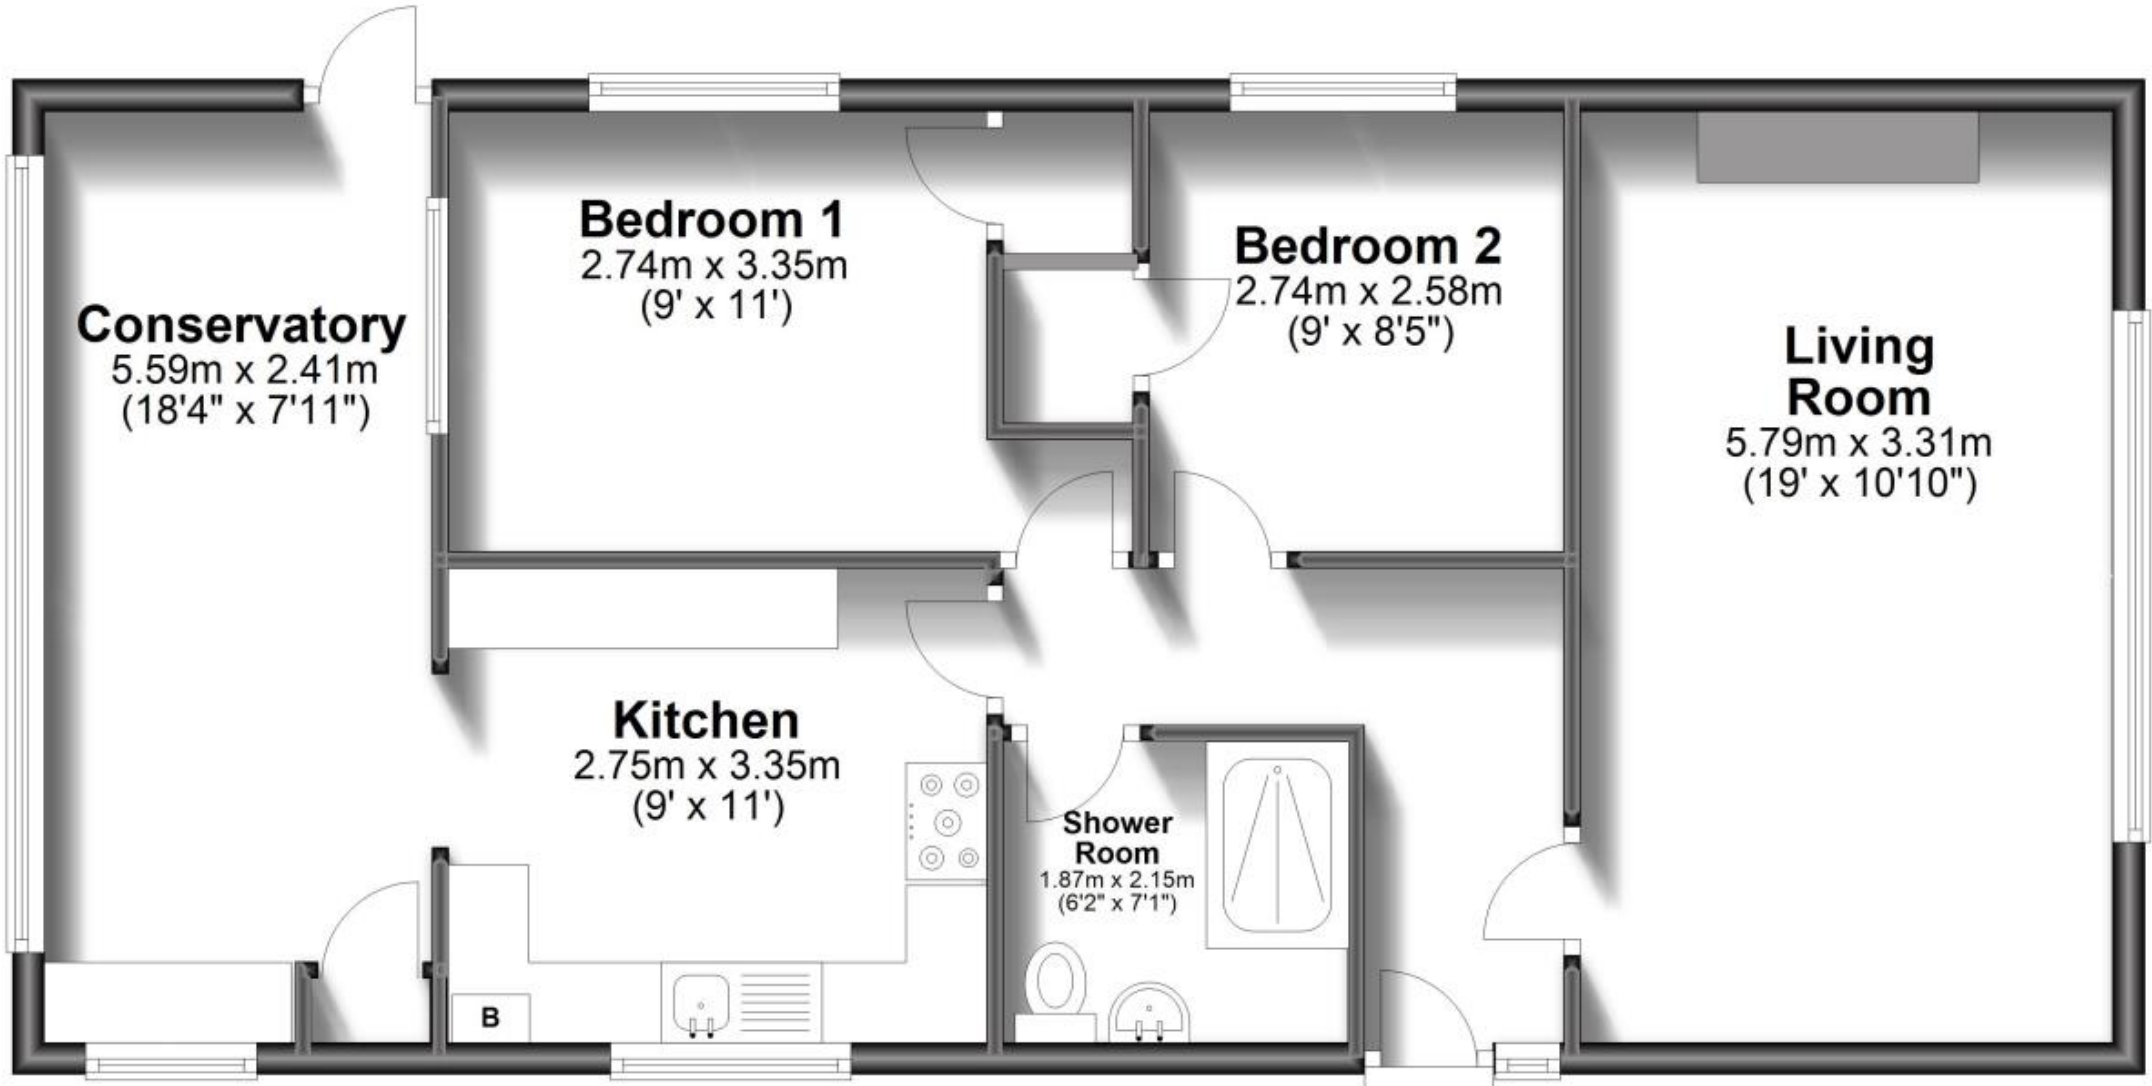 Conservatory
5.59m x 2.41m
(18'4" x 7'11")
Bedroom 1
2.74m x 3.35m
(9' x 11')
Bedroom 2
2.74m x 2.58m
(9' x 8'5")
Living
Room
5.79m x 3.31m
(19' x 10'10")
Kitchen
2.75m x 3.35m
(9' x 11')
Shower
Room
1.87m x 2.15m
(6'2" x 7'1")
B